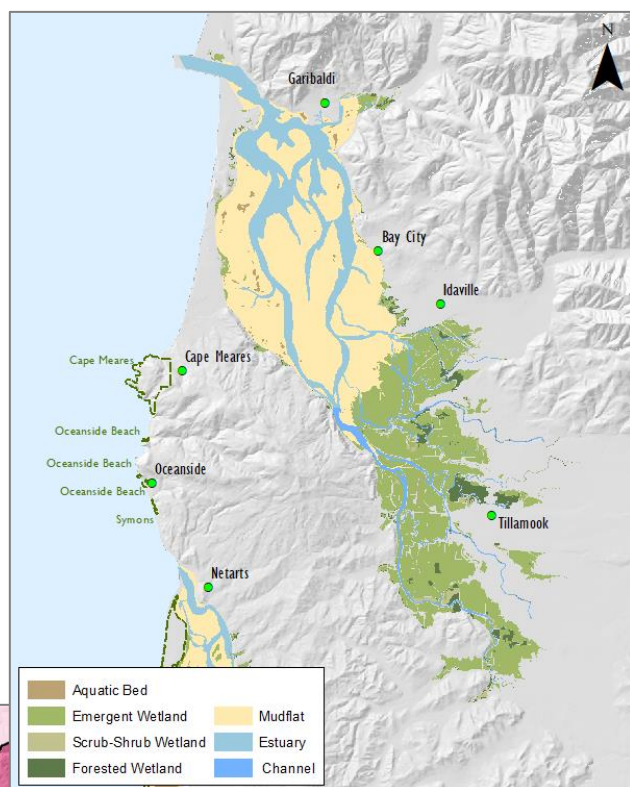 N
Garibaldi
Bay City
Idaville
Cape Meares
Cape Meares
Oceanside Beach
Oceanside Beach
Oceanside
Oceanside Beach
Symons
Tillamook
Netarts
Aquatic Bed
Emergent Wetland
Mudflat
Scrub-Shrub Wetland
Estuary
Forested Wetland
Channel